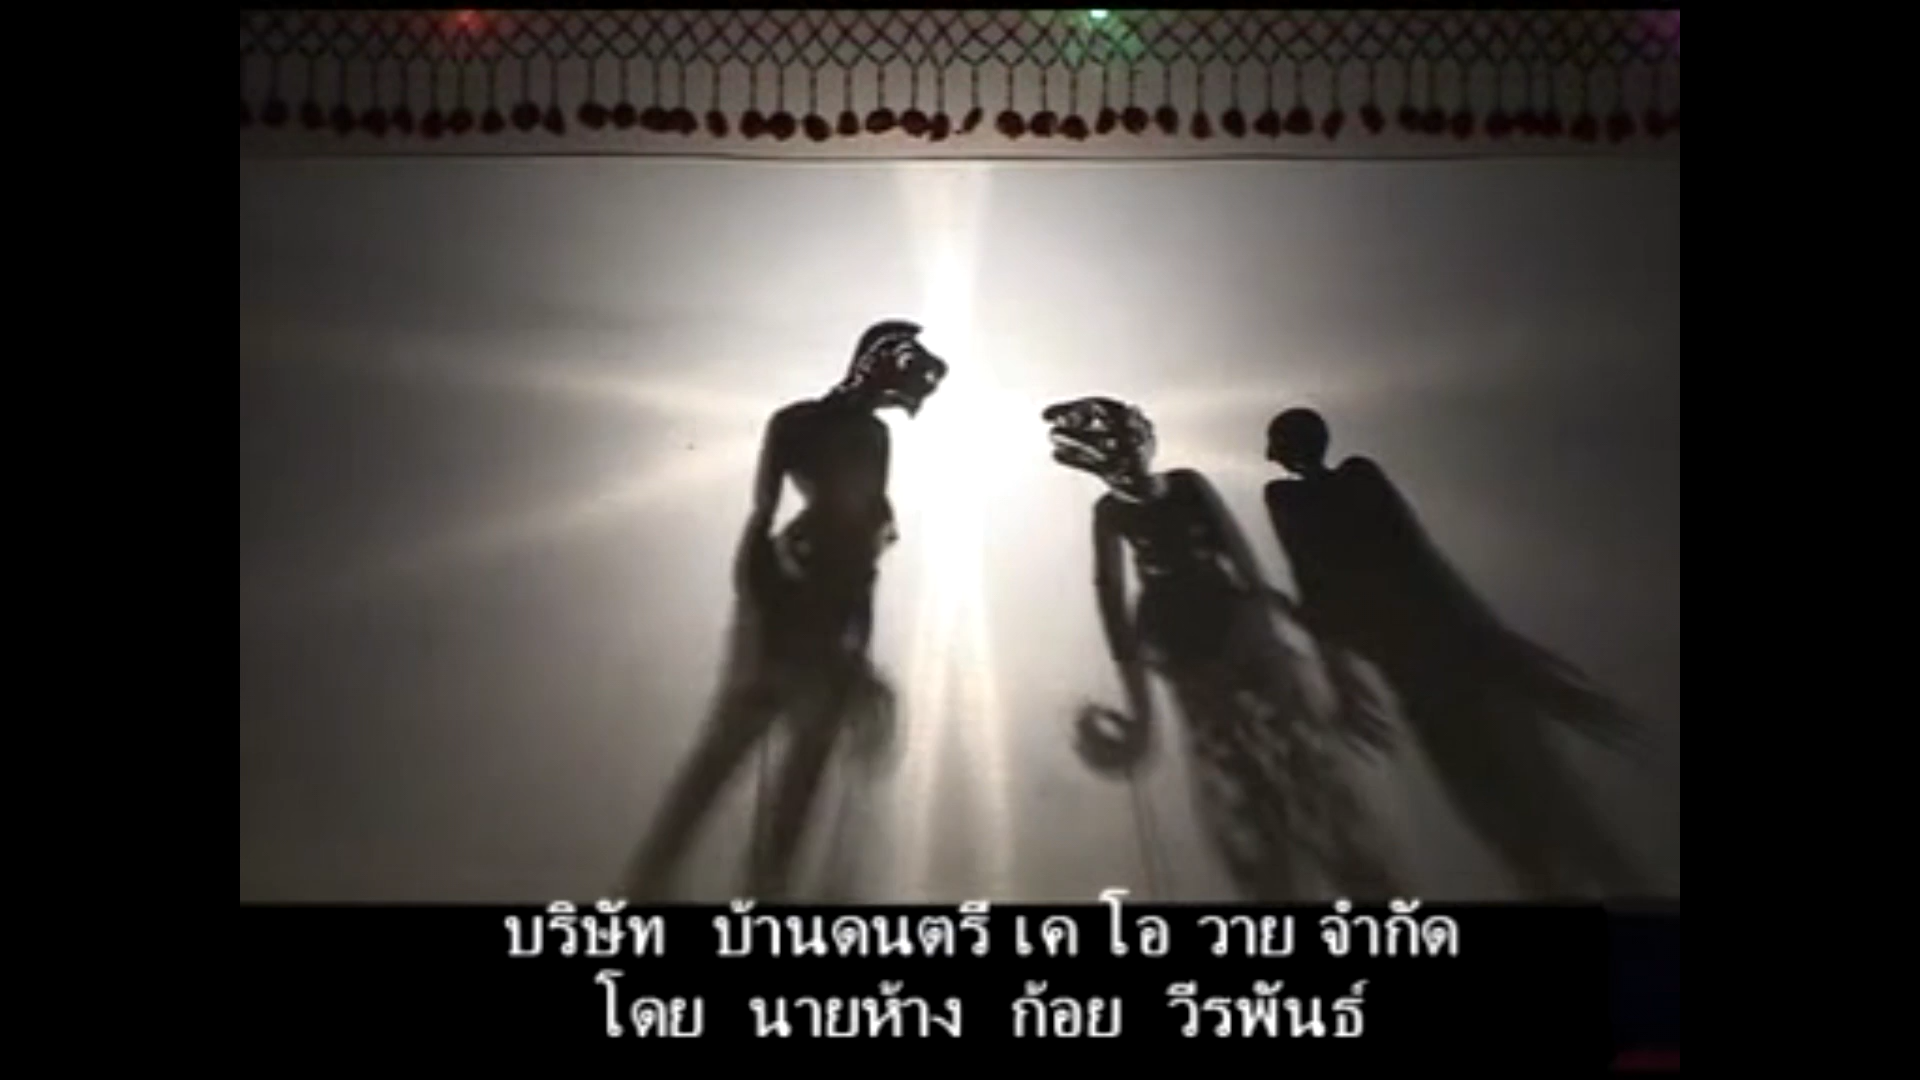 บริษัท บ้านดนตรี เค โอ วาย จำกัด
โดย นายห้าง ก้อย วีรพันธ์